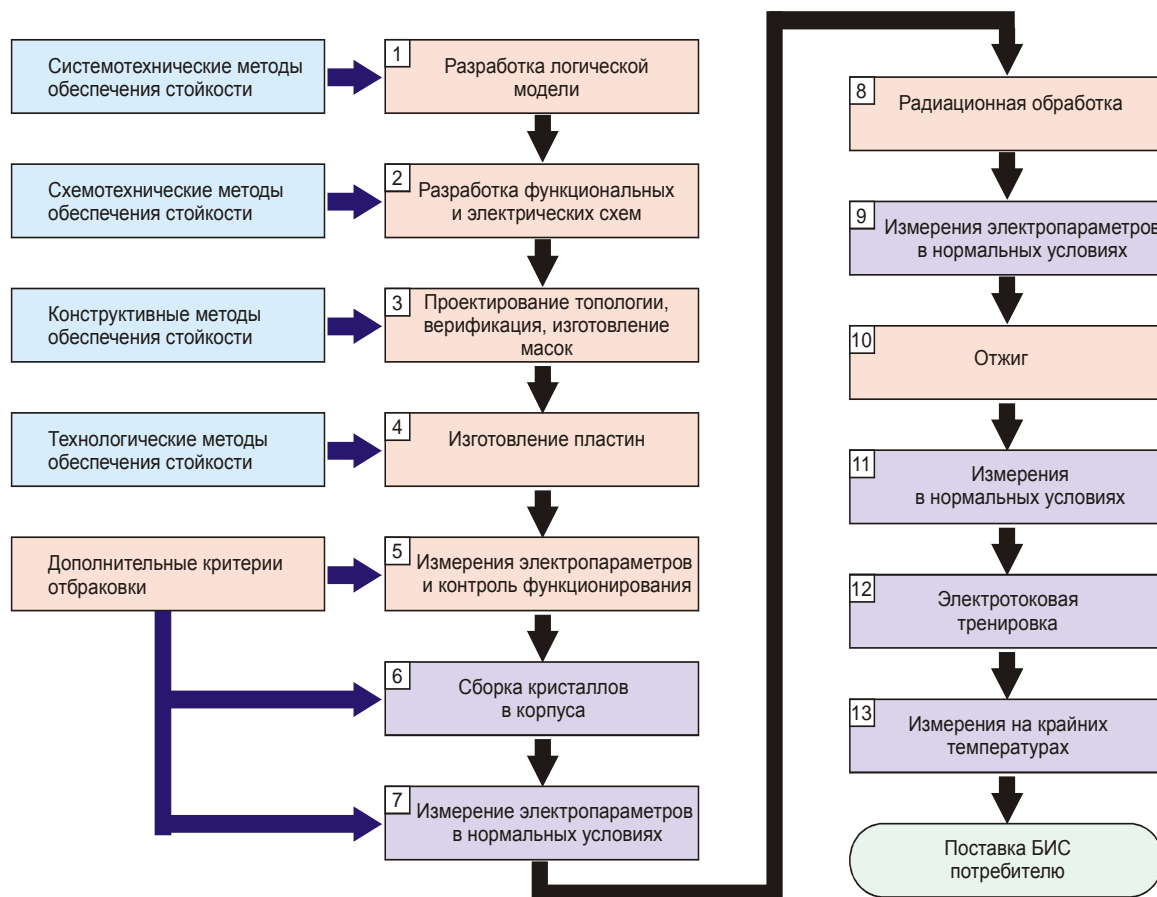 Системотехнические методы
обеспечения стойкости
1
Разработка логической
модели
Схемотехнические методы
обеспечения стойкости
2
Разработка функциональных
и электрических схем
Конструктивные методы
обеспечения стойкости
3
Проектирование топологии,
верификация, изготовление
масок
Технологические методы
обеспечения стойкости
4
Изготовление пластин
Дополнительные критерии
отбраковки
5
Измерения электропараметров
и контроль функционирования
6
Сборка кристаллов
в корпуса
7
Измерение электропараметров
в нормальных условиях
8
Радиационная обработка
9
Измерения электропараметров
в нормальных условиях
10
Отжиг
11
Измерения
в нормальных условиях
12
Электротоковая
тренировка
13
Измерения на крайних
температурах
Поставка БИС
потребителю